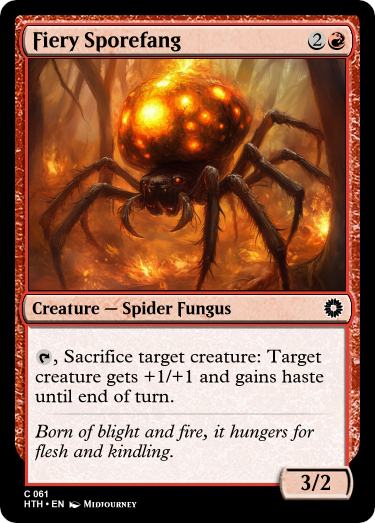 Fiery Sporefang 2
Creature — Spider Fungus
, Sacrifice target creature: Target
creature gets +1/+1 and gains haste
until end of turn.
Born of blight and fire, it hungers for
flesh and kindling.
3/2
C 061
HTH • EN Midjourney